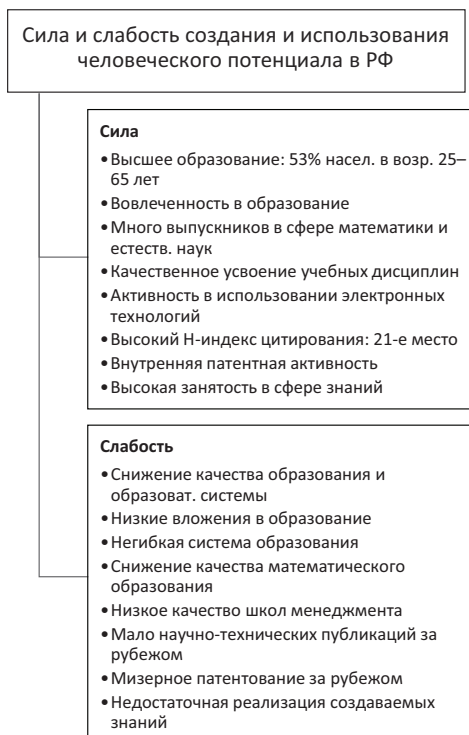 Сила и слабость создания и использования
человеческого потенциала в РФ
Сила
• Высшее образование: 53% насел. в возр. 25–
65 лет
• Вовлеченность в образование
• Много выпускников в сфере математики и
естеств. наук
• Качественное усвоение учебных дисциплин
• Активность в использовании электронных
технологий
• Высокий Н-индекс цитирования: 21-е место
• Внутренняя патентная активность
• Высокая занятость в сфере знаний
Слабость
• Снижение качества образования и
образоват. системы
• Низкие вложения в образование
• Негибкая система образования
• Снижение качества математического
образования
• Низкое качество школ менеджмента
• Мало научно-технических публикаций за
рубежом
• Мизерное патентование за рубежом
• Недостаточная реализация создаваемых
знаний